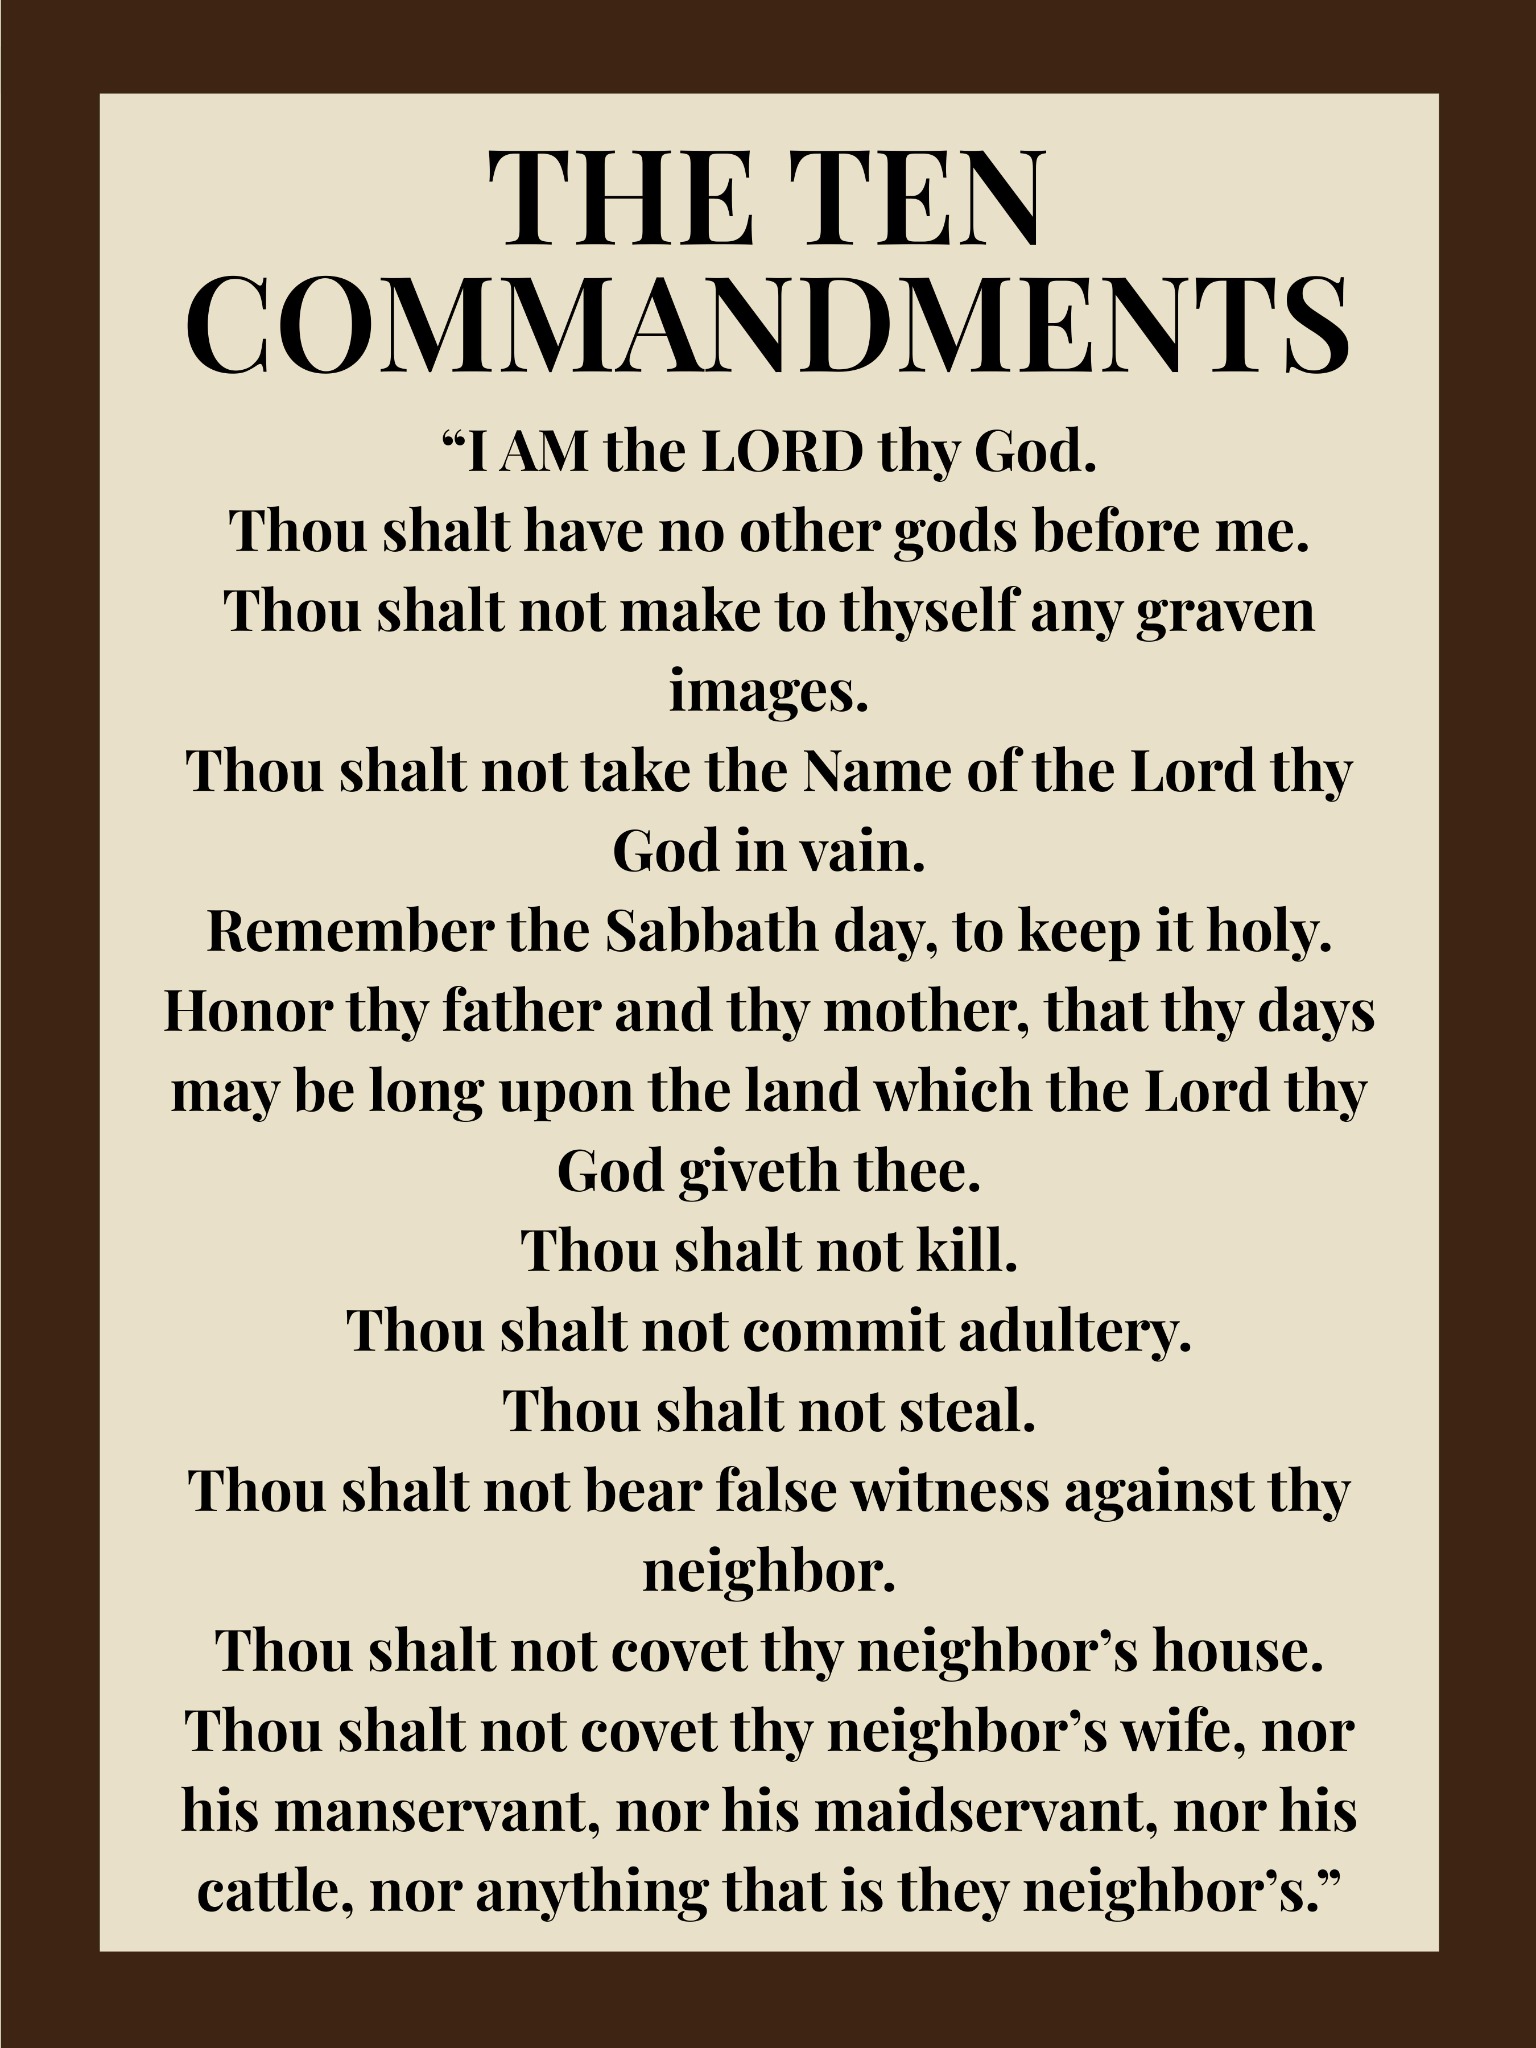 THE TEN
COMMANDMENTS
“I AM the LORD thy God.
Thou shalt have no other gods before me.
Thou shalt not make to thyself any graven
images.
Thou shalt not take the Name of the Lord thy
God in vain.
Remember the Sabbath day, to keep it holy.
Honor thy father and thy mother, that thy days
may be long upon the land which the Lord thy
God giveth thee.
Thou shalt not kill.
Thou shalt not commit adultery.
Thou shalt not steal.
Thou shalt not bear false witness against thy
neighbor.
Thou shalt not covet thy neighbor’s house.
Thou shalt not covet thy neighbor’s wife, nor
his manservant, nor his maidservant, nor his
cattle, nor anything that is they neighbor’s.”